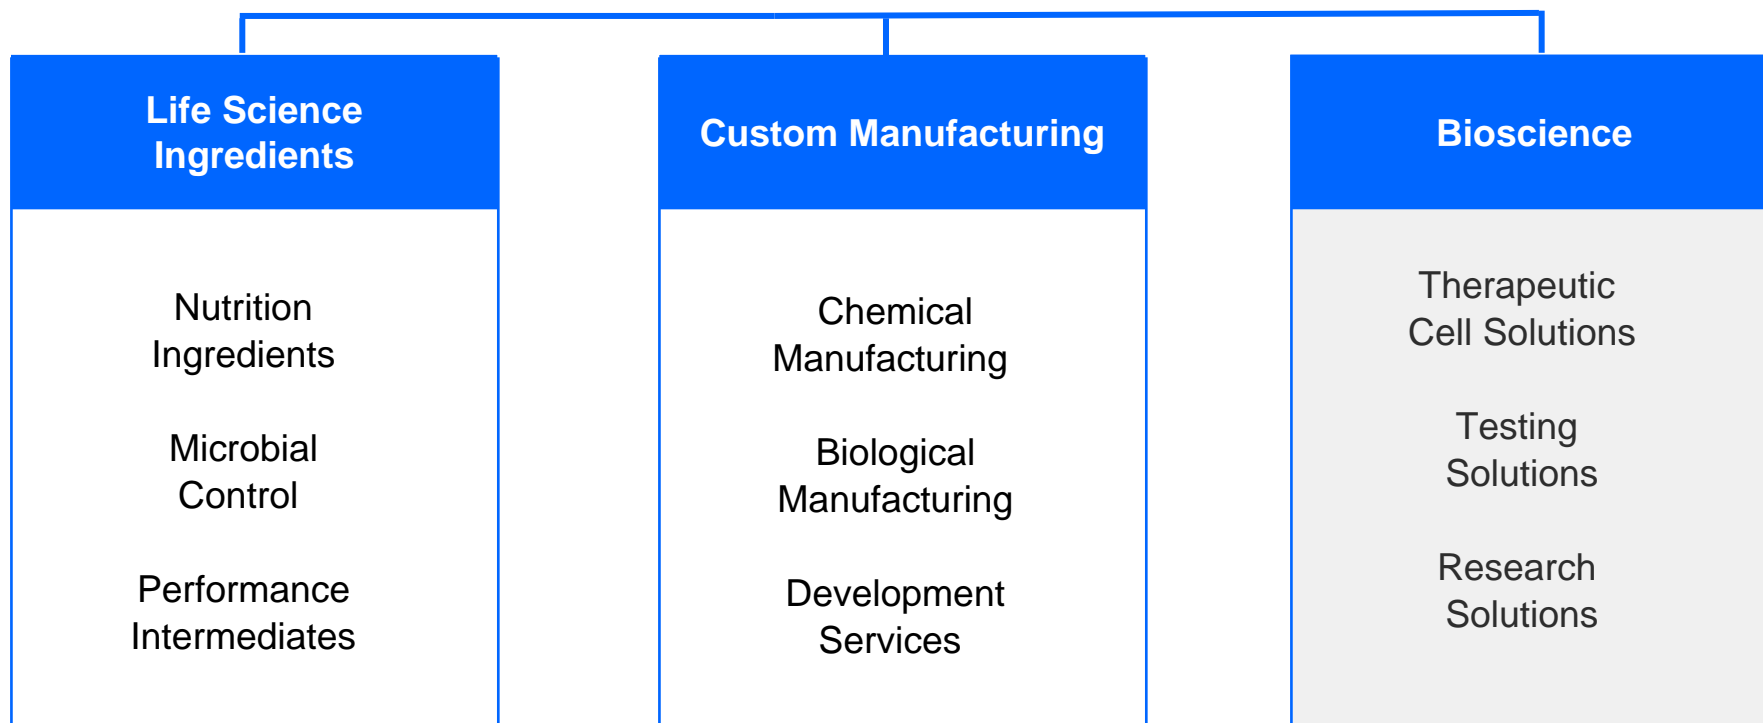 Life Science
Ingredients
Nutrition
Ingredients
Microbial
Control
Performance
Intermediates
Custom Manufacturing
Chemical
Manufacturing
Biological
Manufacturing
Development
Services
Bioscience
Therapeutic
Cell Solutions
Testing
Solutions
Research
Solutions